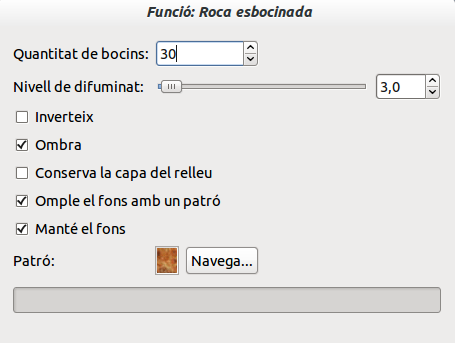 Funció: Roca esbocinada
Quantitat de bocins: 30
Nivell de difuminat: 3,0
Inverteix
Ombra
Conserva la capa del relleu
Omple el fons amb un patró
Manté el fons
Patró: Navega...